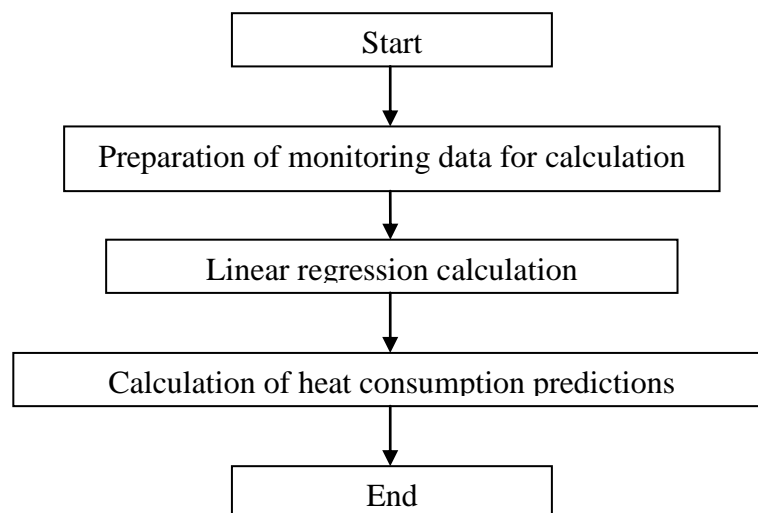 Start
Preparation of monitoring data for calculation
Linear regression calculation
Calculation of heat consumption predictions
End